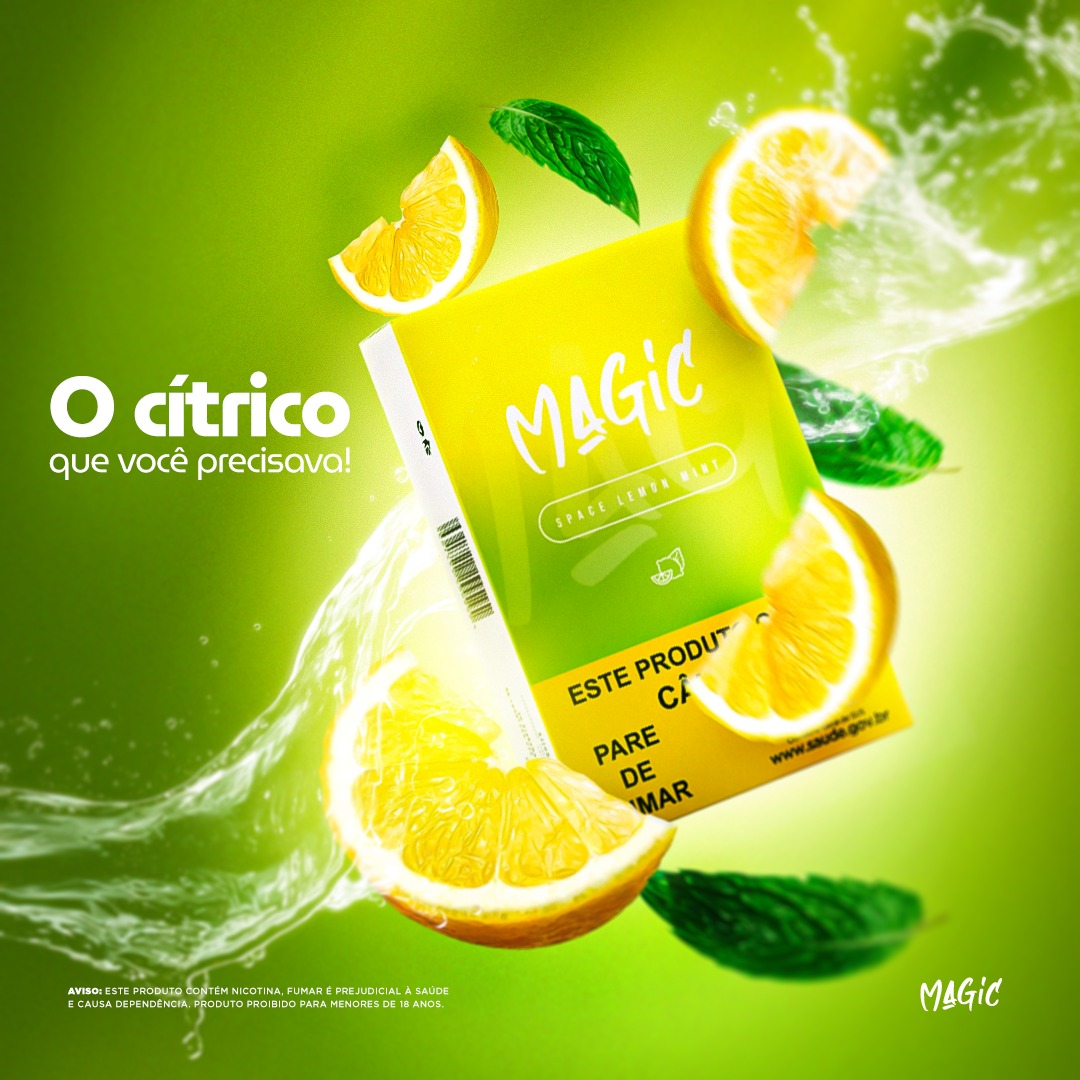 O cítrico
que você precisava!
MAGiC
SPACE LEMON MINT
ESTE PRODUTO
PARE
DE
www.saude.gov.br
AVISO: ESTE PRODUTO CONTÉM NICOTINA, FUMAR É PREJUDICIAL À SAÚDE
E CAUSA DEPENDÊNCIA. PRODUTO PROIBIDO PARA MENORES DE 18 ANOS.
MAGiC